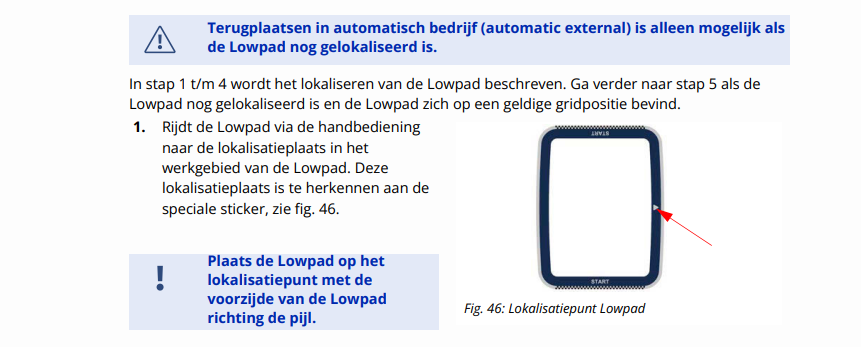 Terugplaatsen in automatisch bedrijf (automatic external) is alleen mogelijk als
de Lowpad nog gelokaliseerd is.
In stap 1 t/m 4 wordt het lokaliseren van de Lowpad beschreven. Ga verder naar stap 5 als de
Lowpad nog gelokaliseerd is en de Lowpad zich op een geldige gridpositie bevind.
1. Rijdt de Lowpad via de handbediening
naar de lokalisatieplaats in het
werkgebied van de Lowpad. Deze
lokalisatieplaats is te herkennen aan de
speciale sticker, zie fig. 46.
! Plaats de Lowpad op het
lokalisatiepunt met de
voorzijde van de Lowpad
richting de pijl.
START
START
Fig. 46: Lokalisatiepunt Lowpad